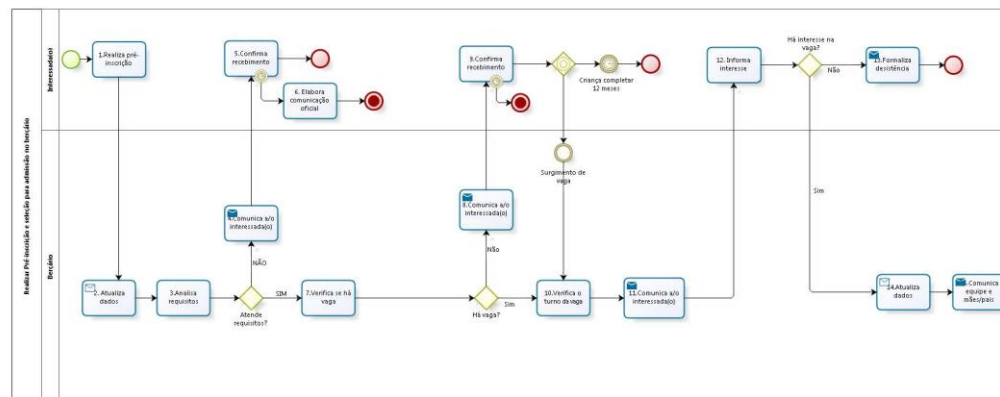 Realizar Pré-inscrição e seleção para admissão no berçário
Interessado(a)
Berçário
1.Realiza pré-
inscrição
2. Atualiza
dados
3.Analisa
requisitos
Atende
requisitos?
NÃO
SIM
4.Comunica a/o
interessada(o)
5.Confirma
recebimento
6. Elabora
comunicação
oficial
7.Verifica se há
vaga
Há vaga?
Não
Sim
8.Comunica a/o
interessada(o)
9.Confirma
recebimento
Criança completar
12 meses
Surgimento de
vaga
10.Verifica o
turno da vaga
11.Comunica a/o
interessada(o)
12. Informa
interesse
Há interesse na
vaga?
Não
Sim
13.Formaliza
desistência
14.Atualiza
dados
.Comunica
equipe e
mães/pais